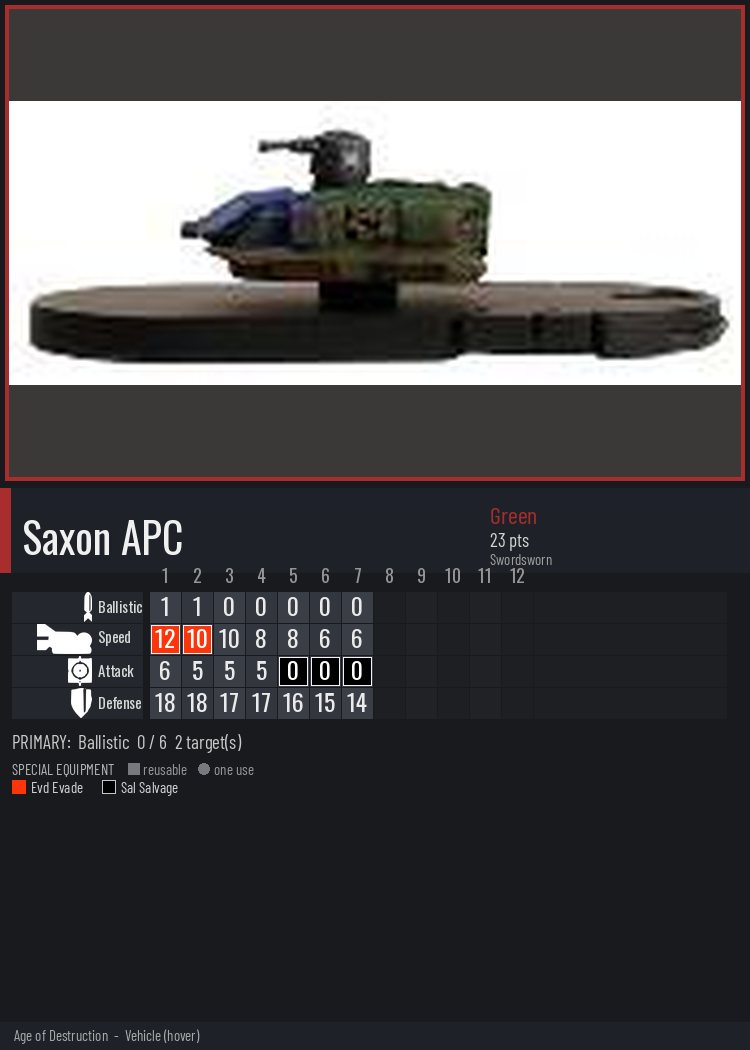 Saxon APC
Green
23 pts
Swordsworn
1 2 3 4 5 6 7 8 9 10 11 12
Ballistic 1 1 0 0 0 0 0
Speed 12 10 10 8 8 6 6
Attack 6 5 5 5 0 0 0
Defense 18 18 17 17 16 15 14
PRIMARY: Ballistic 0 / 6 2 target(s)
SPECIAL EQUIPMENT reusable one use
Evd Evade Sal Salvage
Age of Destruction - Vehicle (hover)